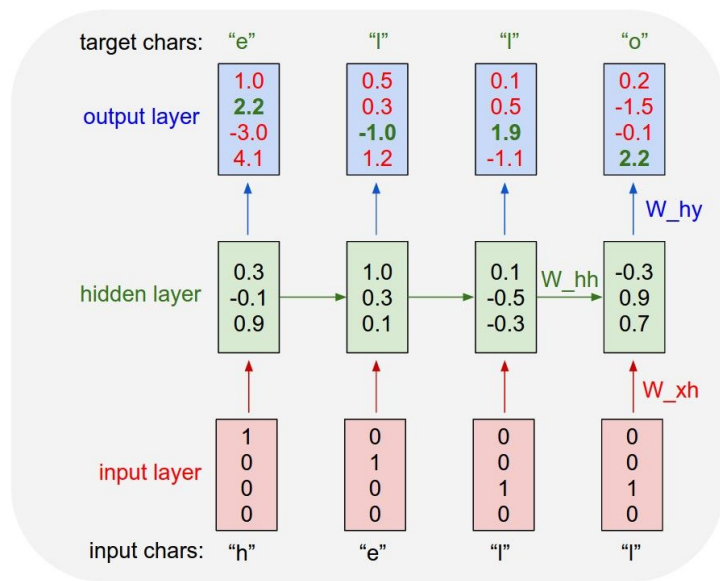 target chars: “e” “l” “l” “o”
output layer
1.0 0.5 0.1 0.2
2.2 0.3 0.5 -1.5
-3.0 -1.0 1.9 -0.1
4.1 1.2 -1.1 2.2
W_hy
hidden layer
0.3 1.0 0.1 -0.3
-0.1 0.3 -0.5 0.9
0.9 0.1 -0.3 0.7
W_hh
W_xh
input layer
1 0 0 0
0 1 0 0
0 0 1 1
0 0 0 0
input chars: “h” “e” “l” “l”